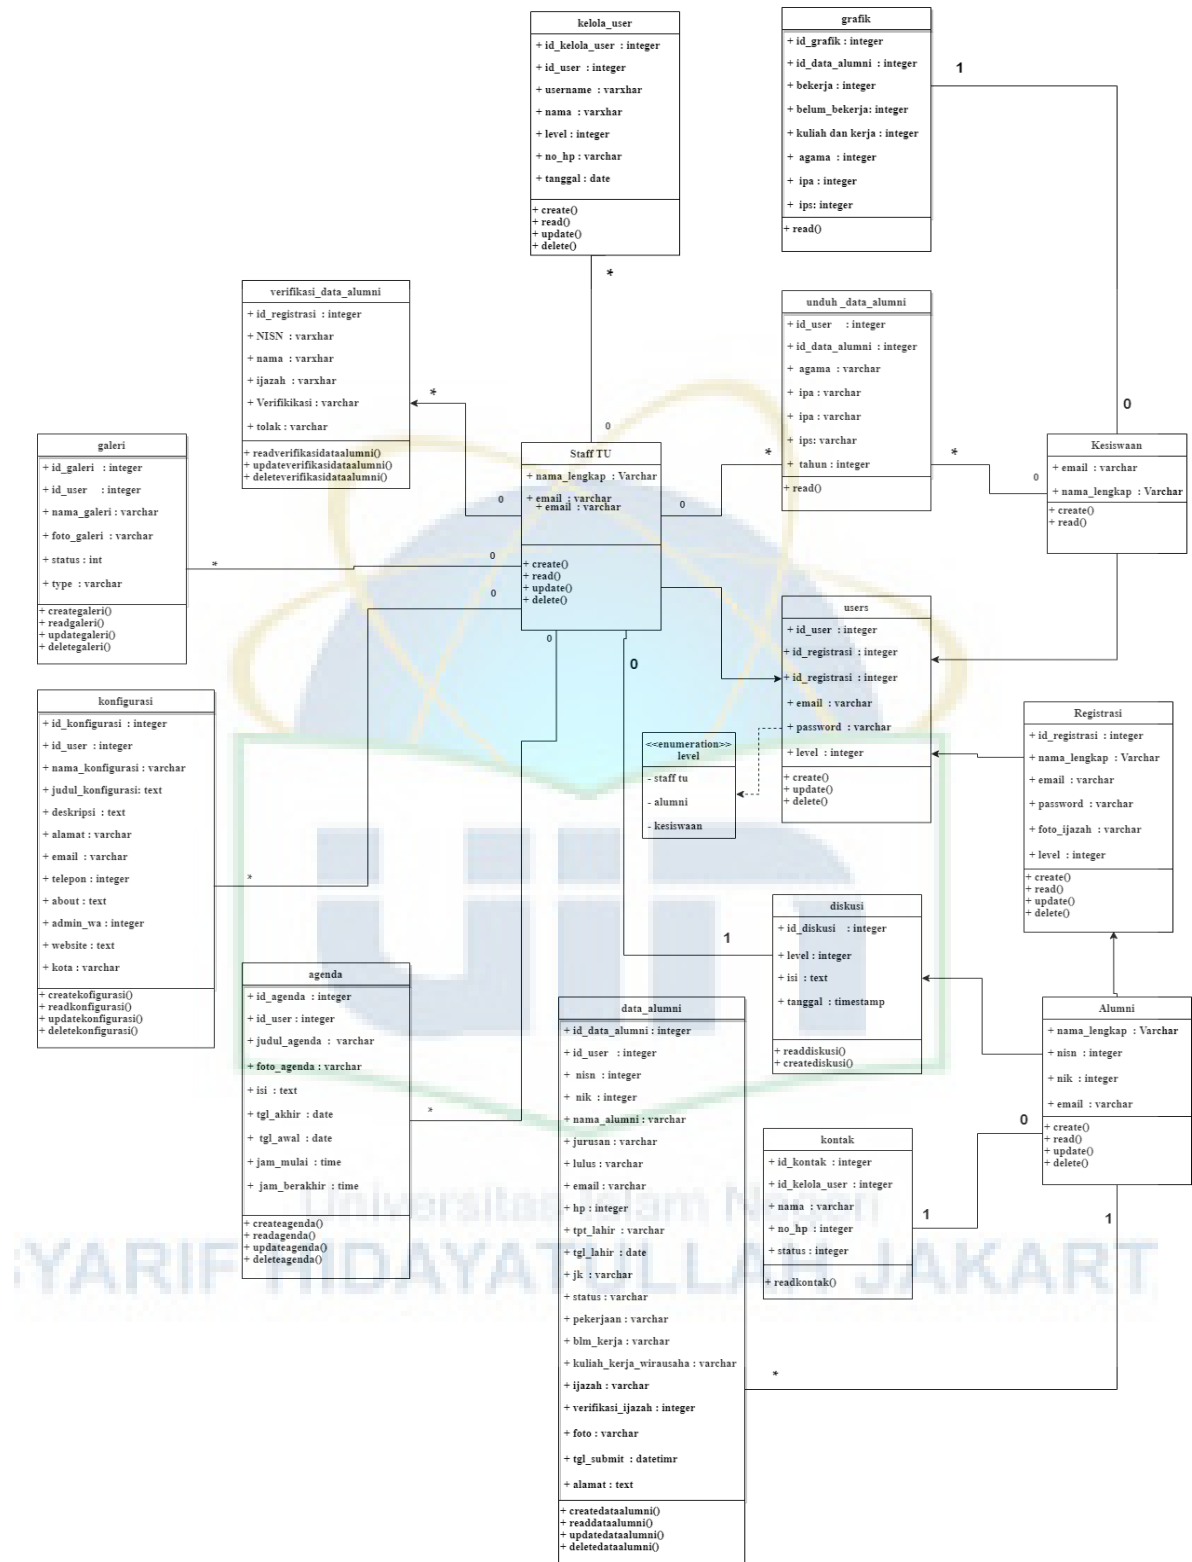 kelola_user
+ id_kelola_user : integer
+ id_user : integer
+ username : varxhar
+ nama : varxhar
+ level : integer
+ no_hp : varchar
+ tanggal : date
+ create()
+ read()
+ update()
+ delete()
*
0
grafik
+ id_grafik : integer
+ id_data_alumni : integer
+ bekerja : integer
+ belum_bekerja: integer
+ kuliah dan kerja : integer
+ agama : integer
+ ipa : integer
+ ips: integer
+ read()
1
0
verifikasi_data_alumni
+ id_registrasi : integer
+ NISN : varxhar
+ nama : varxhar
+ ijazah : varxhar
+ Verifikikasi : varchar
+ tolak : varchar
+ readverifikasidataalumni()
+ updateverifikasidataalumni()
+ deleteverifikasidataalumni()
*
0
unduh _data_alumni
+ id_user : integer
+ id_data_alumni : integer
+ agama : varchar
+ ipa : varchar
+ ipa : varchar
+ ips: varchar
+ tahun : integer
+ read()
*
*
0
0
Kesiswaan
+ email : varchar
+ nama_lengkap : Varchar
+ create()
+ read()
galeri
+ id_galeri : integer
+ id_user : integer
+ nama_galeri : varchar
+ foto_galeri : varchar
+ status : int
+ type : varchar
+ creategaleri()
+ readgaleri()
+ updategaleri()
+ deletegaleri()
*
0
Staff TU
+ nama_lengkap : Varchar
+ email : varchar
+ email : varchar
+ create()
+ read()
+ update()
+ delete()
0
0
0
users
+ id_user : integer
+ id_registrasi : integer
+ id_registrasi : integer
+ email : varchar
+ password : varchar
+ level : integer
+ create()
+ update()
+ delete()
<<enumeration>>
level
- staff tu
- alumni
- kesiswaan
konfigurasi
+ id_konfigurasi : integer
+ id_user : integer
+ nama_konfigurasi : varchar
+ judul_konfigurasi: text
+ deskripsi : text
+ alamat : varchar
+ email : varchar
+ telepon : integer
+ about : text
+ admin_wa : integer
+ website : text
+ kota : varchar
+ createkofigurasi()
+ readkonfigurasi()
+ updatekonfigurasi()
+ deletekonfigurasi()
*
Registrasi
+ id_registrasi : integer
+ nama_lengkap : Varchar
+ email : varchar
+ password : varchar
+ foto_ijazah : varchar
+ level : integer
+ create()
+ read()
+ update()
+ delete()
diskusi
+ id_diskusi : integer
+ level : integer
+ isi : text
+ tanggal : timestamp
+ readdiskusi()
+ creatediskusi()
1
agenda
+ id_agenda : integer
+ id_user : integer
+ judul_agenda : varchar
+ foto_agenda : varchar
+ isi : text
+ tgl_akhir : date
+ tgl_awal : date
+ jam_mulai : time
+ jam_berakhir : time
+ createagenda()
+ readagenda()
+ updateagenda()
+ deleteagenda()
*
data_alumni
+ id_data_alumni : integer
+ id_user : integer
+ nisn : integer
+ nik : integer
+ nama_alumni : varchar
+ jurusan : varchar
+ lulus : varchar
+ email : varchar
+ hp : integer
+ tpt_lahir : varchar
+ tgl_lahir : date
+ jk : varchar
+ status : varchar
+ pekerjaan : varchar
+ blm_kerja : varchar
+ kuliah_kerja_wirausaha : varchar
+ ijazah : varchar
+ verifikasi_ijazah : integer
+ foto : varchar
+ tgl_submit : datetimr
+ alamat : text
+ createdataalumni()
+ readdataalumni()
+ updatedataalumni()
+ deletedataalumni()
*
Alumni
+ nama_lengkap : Varchar
+ nisn : integer
+ nik : integer
+ email : varchar
+ create()
+ read()
+ update()
+ delete()
0
1
kontak
+ id_kontak : integer
+ id_kelola_user : integer
+ nama : varchar
+ no_hp : integer
+ status : integer
+ readkontak()
1
uin
Universitas Islam Negeri
SYARIF HIDAYATULLAH JAKART